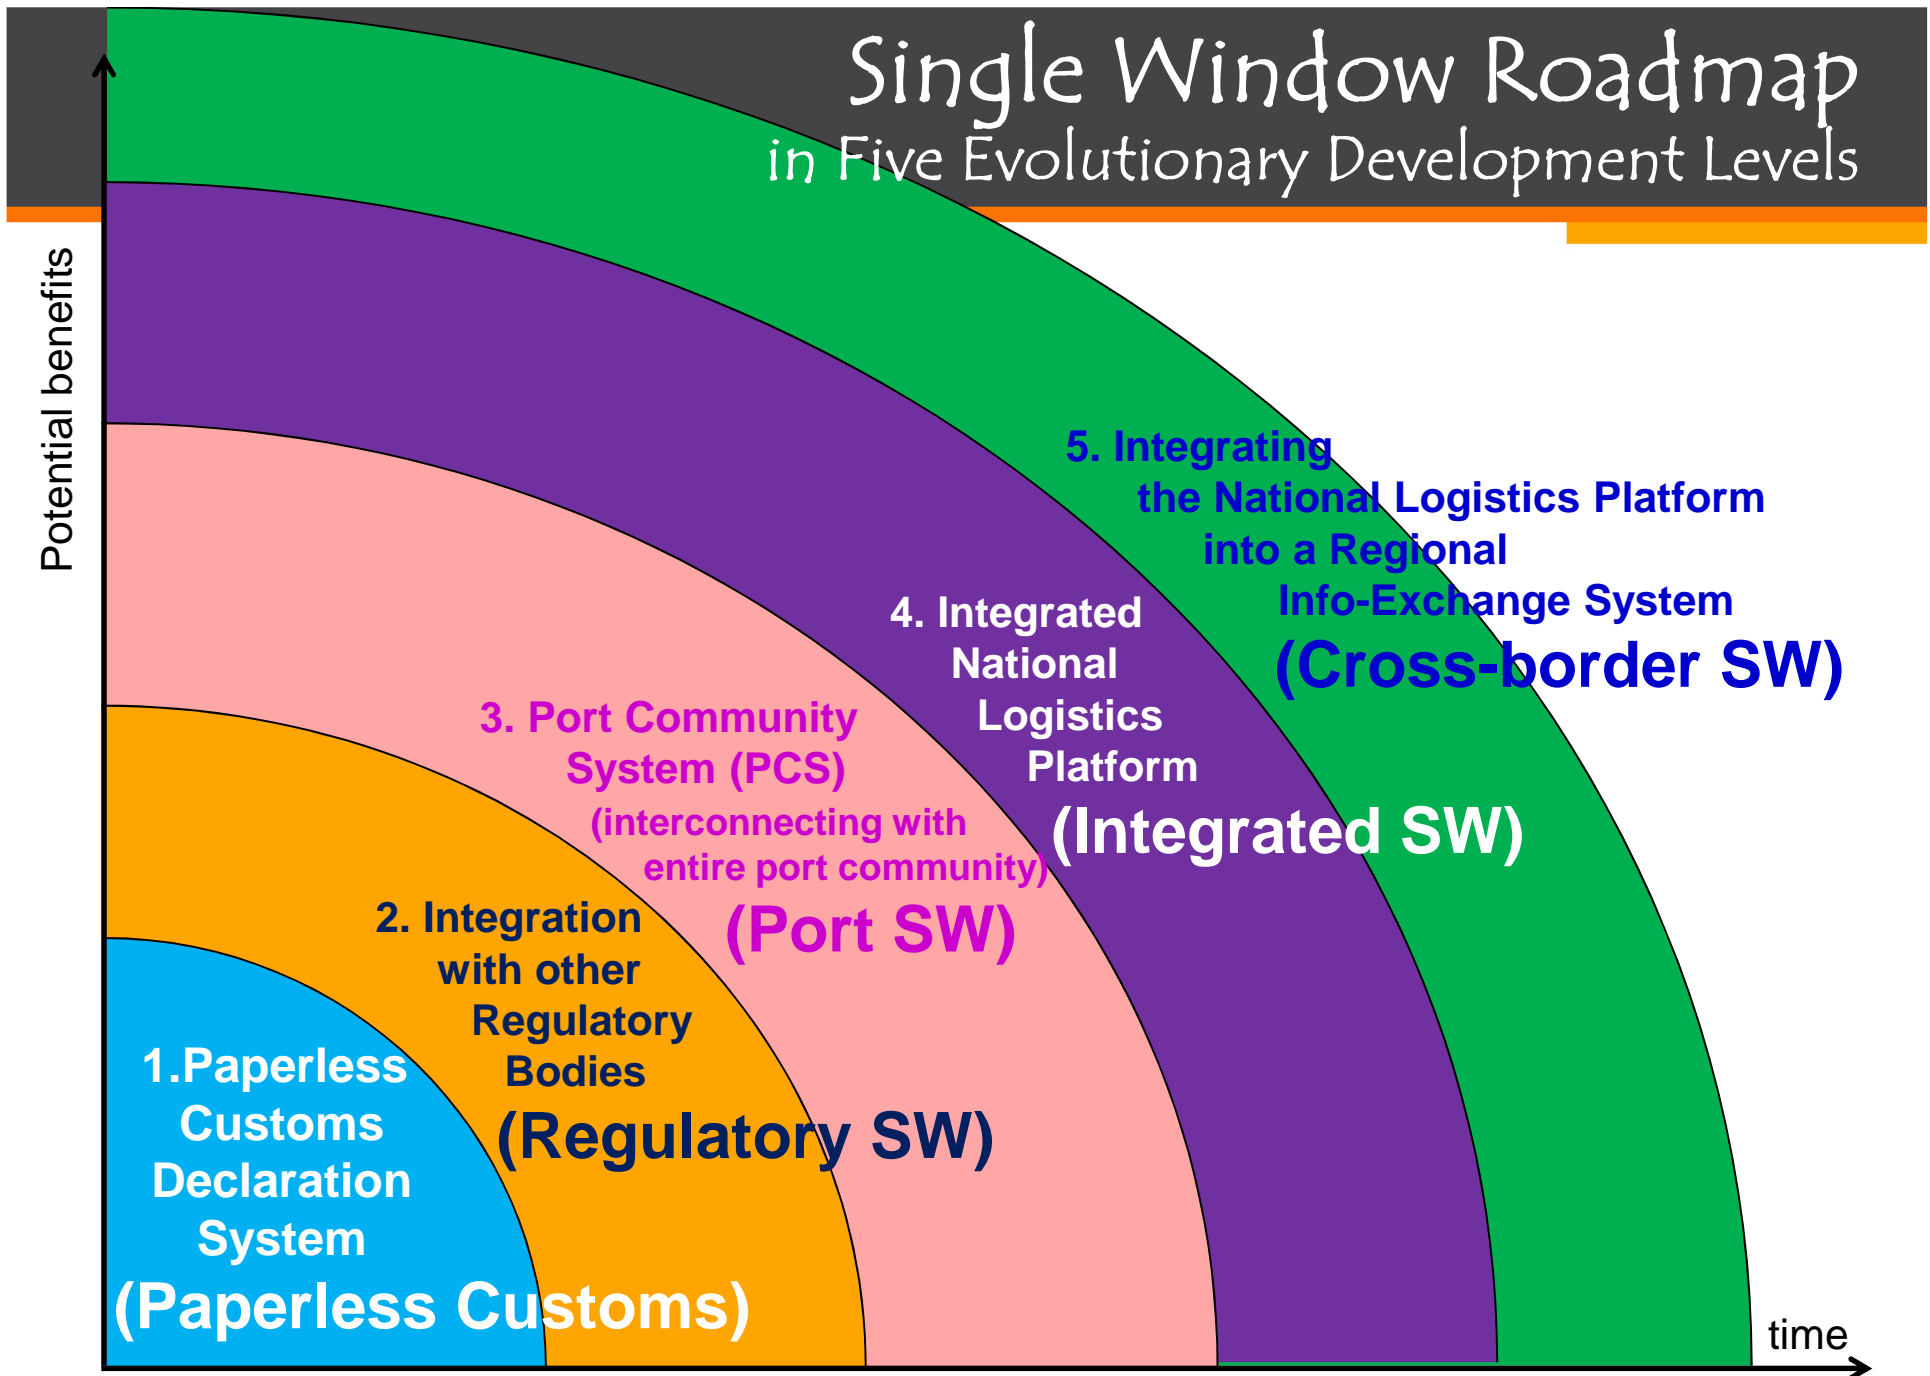 Single Window Roadmap
in Five Evolutionary Development Levels
Potential benefits
5. Integrating
the National Logistics Platform
into a Regional
Info-Exchange System
(Cross-border SW)
4. Integrated
National
Logistics
Platform
(Integrated SW)
3. Port Community
System (PCS)
(interconnecting with
entire port community)
(Port SW)
2. Integration
with other
Regulatory
Bodies
(Regulatory SW)
1.Paperless
Customs
Declaration
System
(Paperless Customs)
time